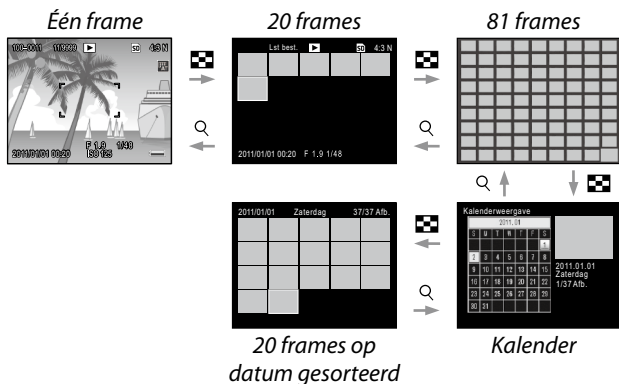 Één frame
20 frames
81 frames
100-0011 11/9999 SD 4:3 N
2011/01/01 00:20 F 1.9 1/48
ISO 125
Lst best. SD 4:3 N
2011/01/01 00:20 F 1.9 1/48
2011/01/01 Zaterdag 37/37 Afb.
Kalenderweergave
2011.01
S M T W T F S
1
2 3 4 5 6 7 8
9 10 11 12 13 14 15
16 17 18 19 20 21 22
23 24 25 26 27 28 29
30 31
2011.01.01
Zaterdag
1/37 Afb.
20 frames op
datum gesorteerd
Kalender